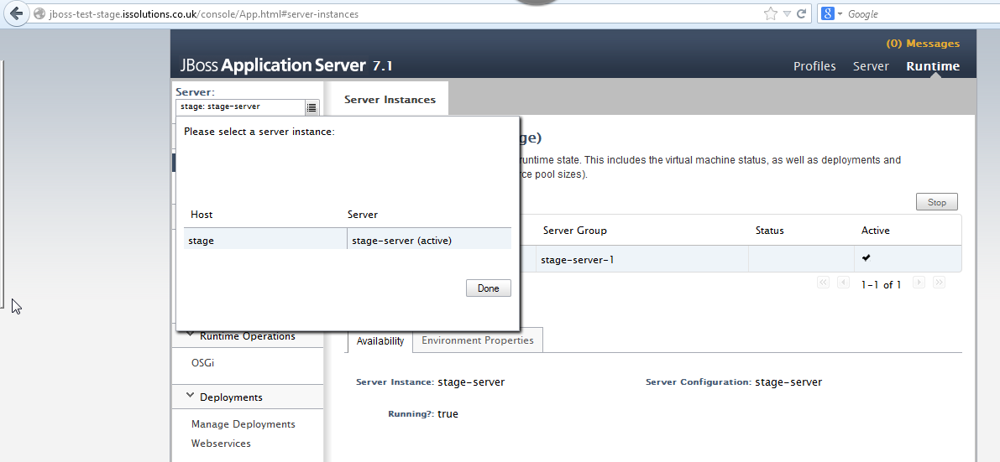 jboss-test-stage.issolutions.co.uk/console/App.html#server-instances
Google
(0) Messages
JBoss Application Server 7.1
Profiles Server Runtime
Server:
stage: stage-server
Server Instances
Please select a server instance:
ge)
runtime state. This includes the virtual machine status, as well as deployments and
rce pool sizes).
Stop
Host Server
stage stage-server (active)
Done
Server Group Status Active
stage-server-1
1-1 of 1
Runtime Operations
OSGi
Deployments
Manage Deployments
Webservices
Availability Environment Properties
Server Instance: stage-server Server Configuration: stage-server
Running?: true